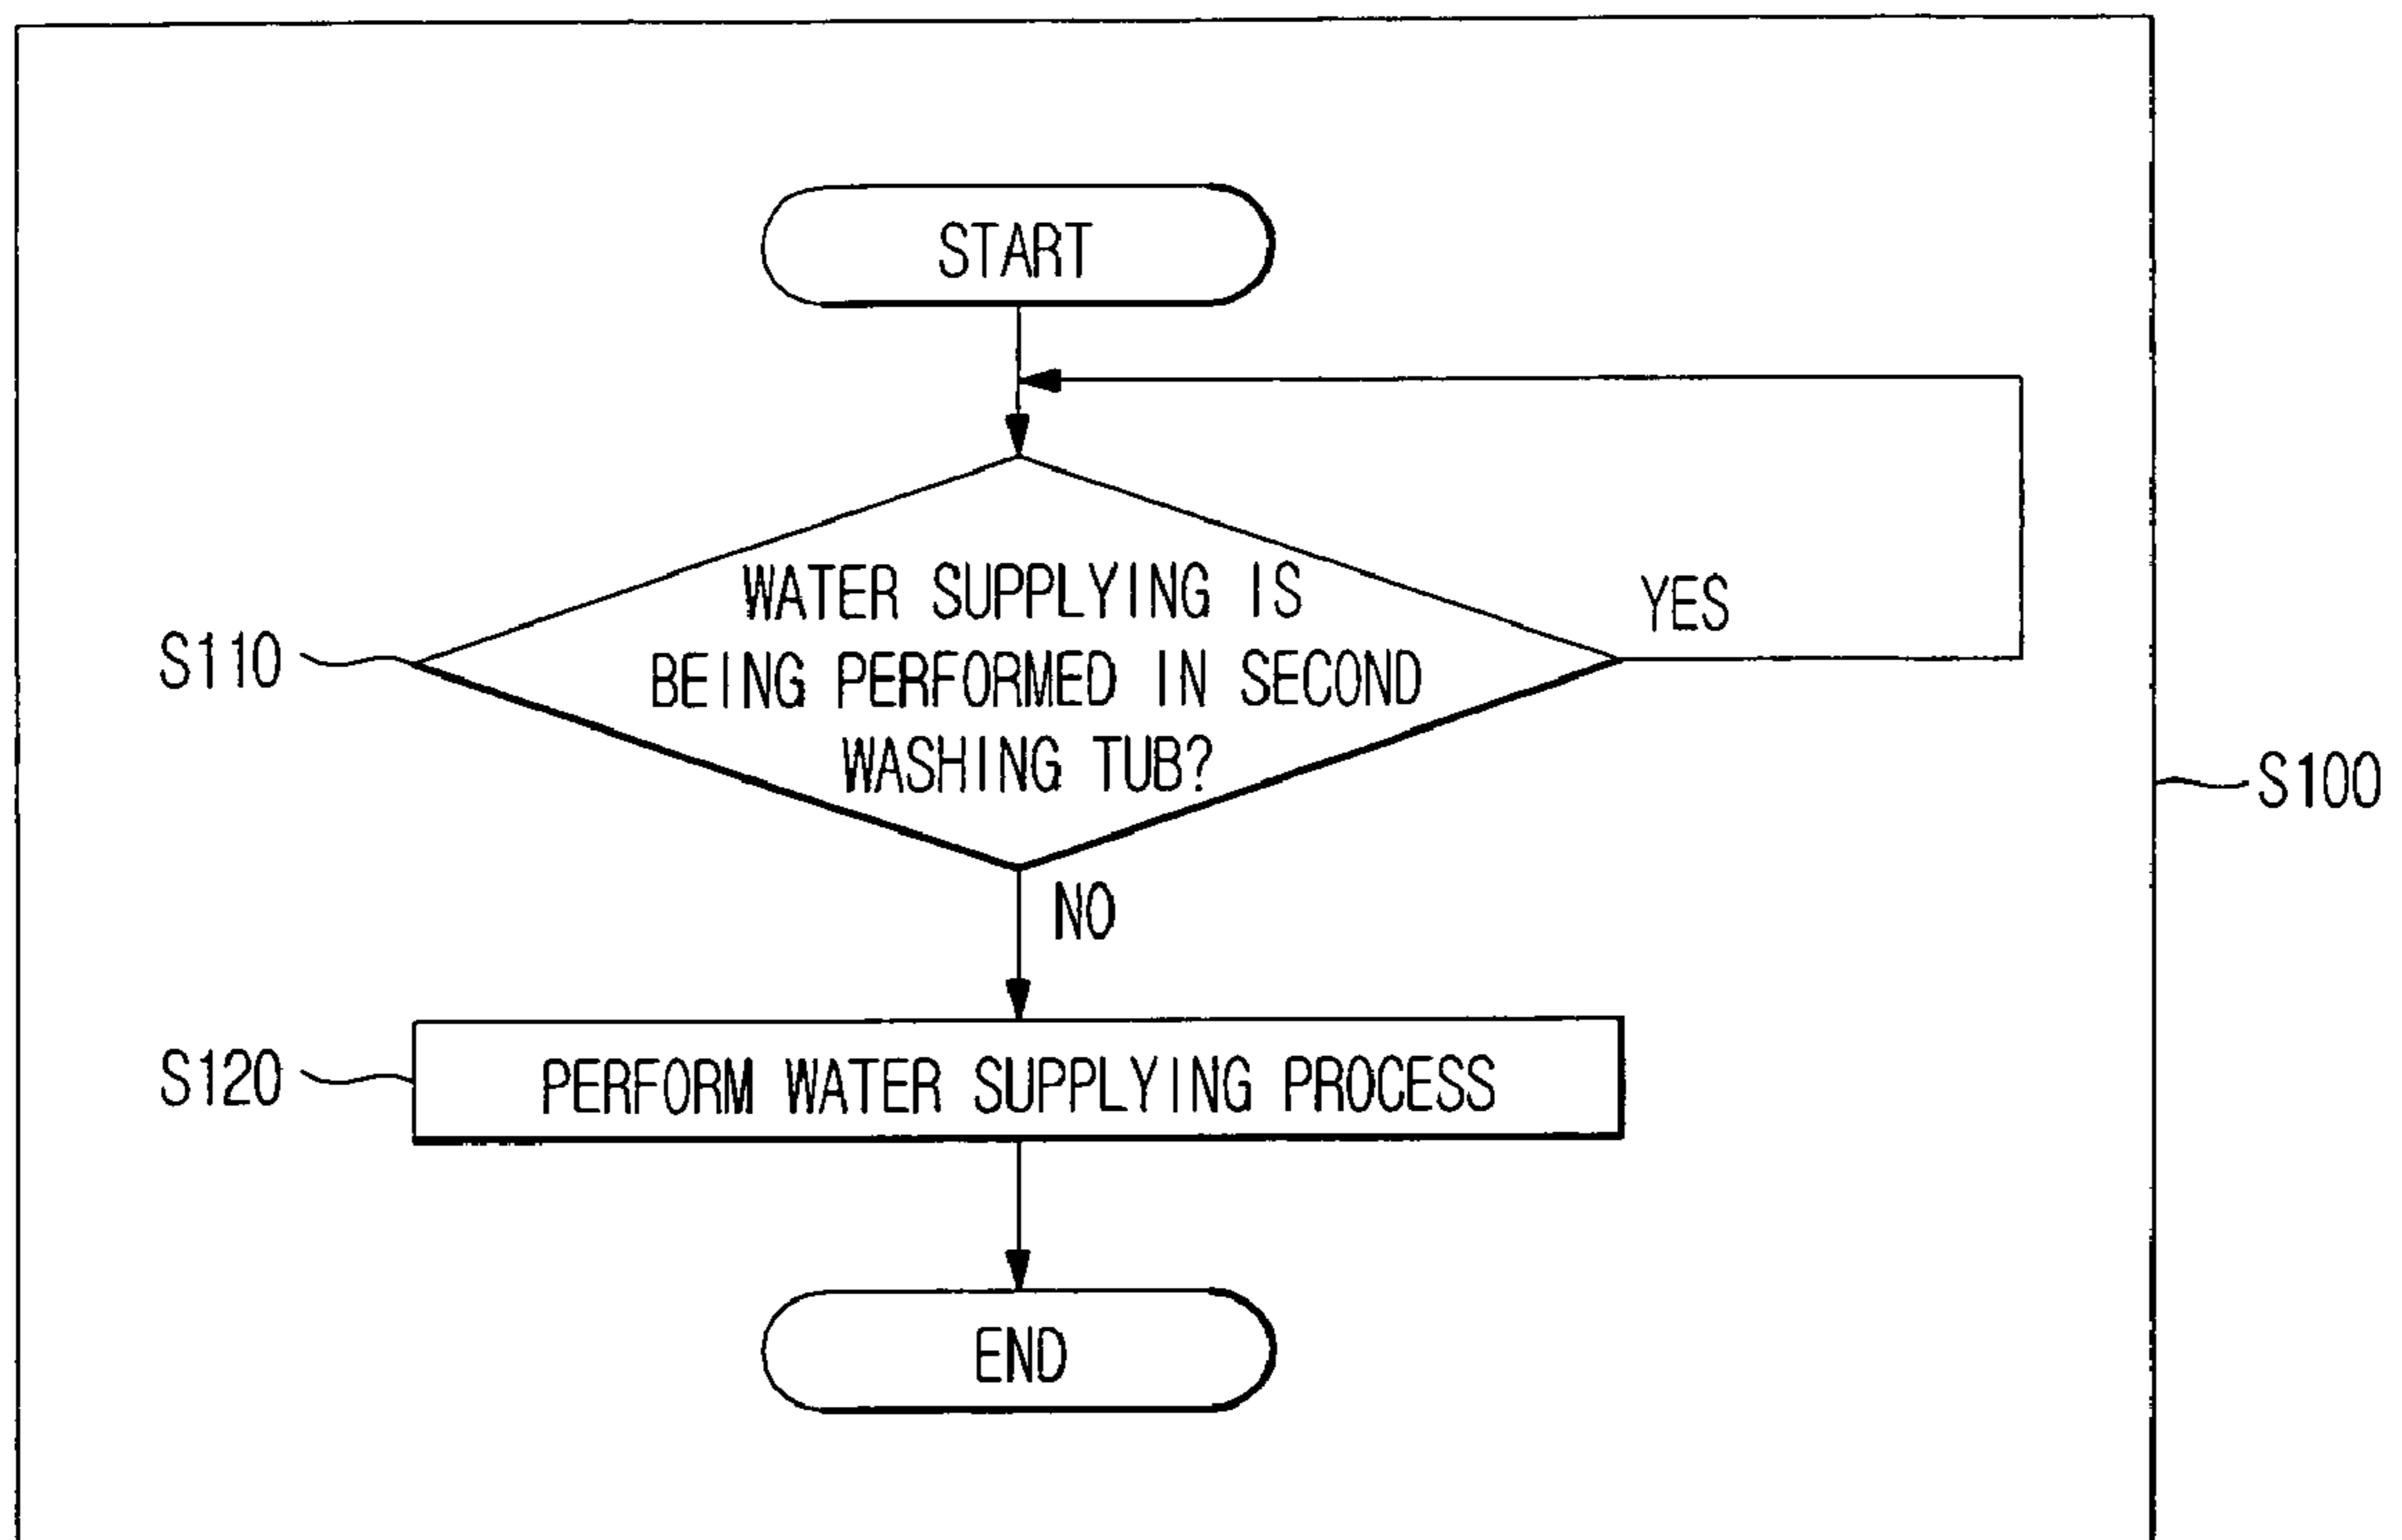 START
WATER SUPPLYING IS
BEING PERFORMED IN SECOND
WASHING TUB?
YES
S110
S100
NO
S120
PERFORM WATER SUPPLYING PROCESS
END